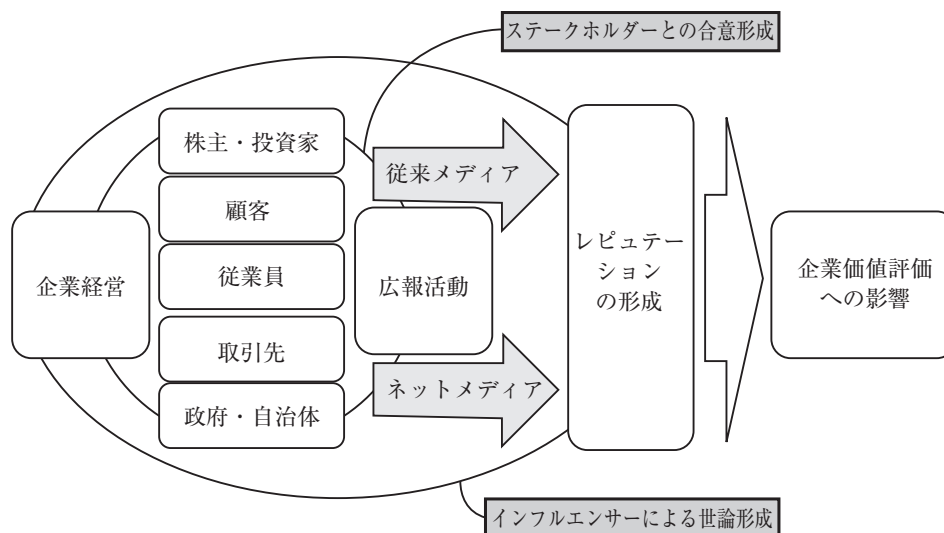 ステークホルダーとの合意形成
株主・投資家
顧客
従業員
取引先
政府・自治体
企業経営
広報活動
従来メディア
ネットメディア
レピュテー
ション
の形成
企業価値評価
への影響
インフルエンサーによる世論形成